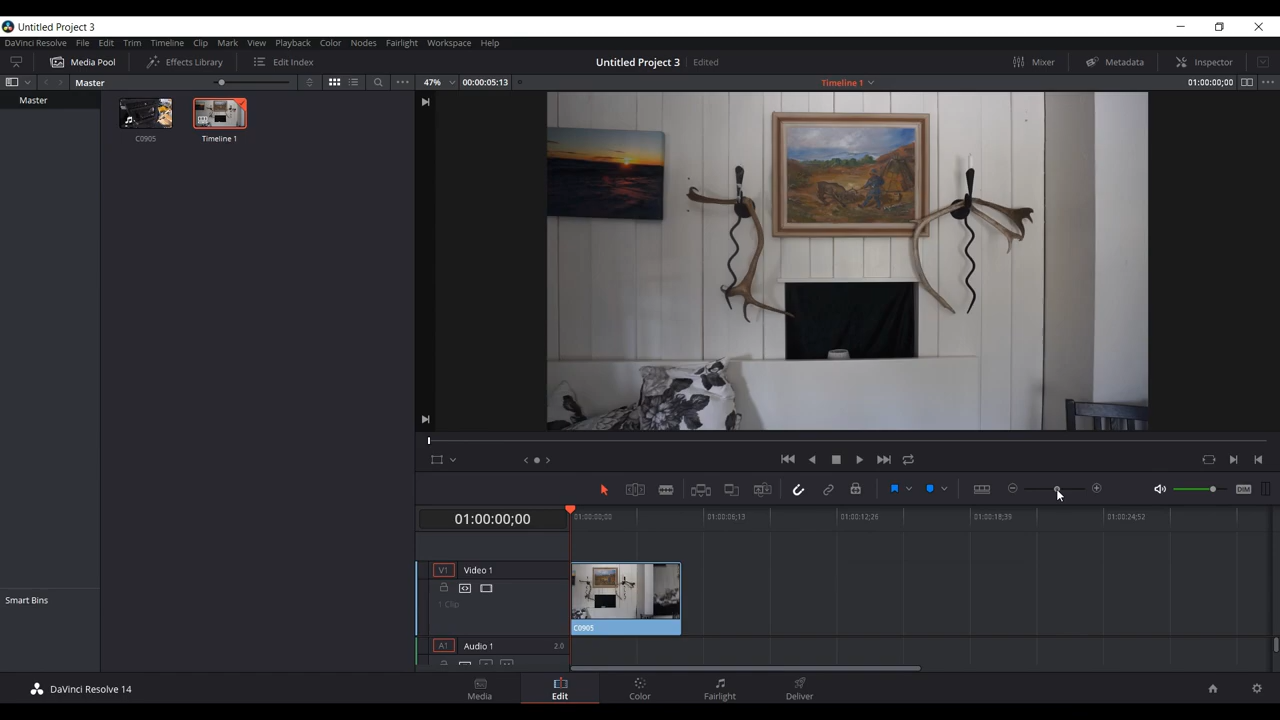 Untitled Project 3
DaVinci Resolve File Edit Trim Timeline Clip Mark View Playback Color Nodes Fairlight Workspace Help
Media Pool Effects Library Edit Index Untitled Project 3 Edited Mixer Metadata Inspector
Master 47% 00:00:05:13 Timeline 1 01:00:00;00
Master
C0905 Timeline 1
DIM
01:00:00;00 01:00:00;00 01:00:06;13 01:00:12;26 01:00:18;39 01:00:24;52
V1 Video 1
Smart Bins
1 Clip
C0905
A1 Audio 1 2.0
DaVinci Resolve 14
Media Edit Color Fairlight Deliver